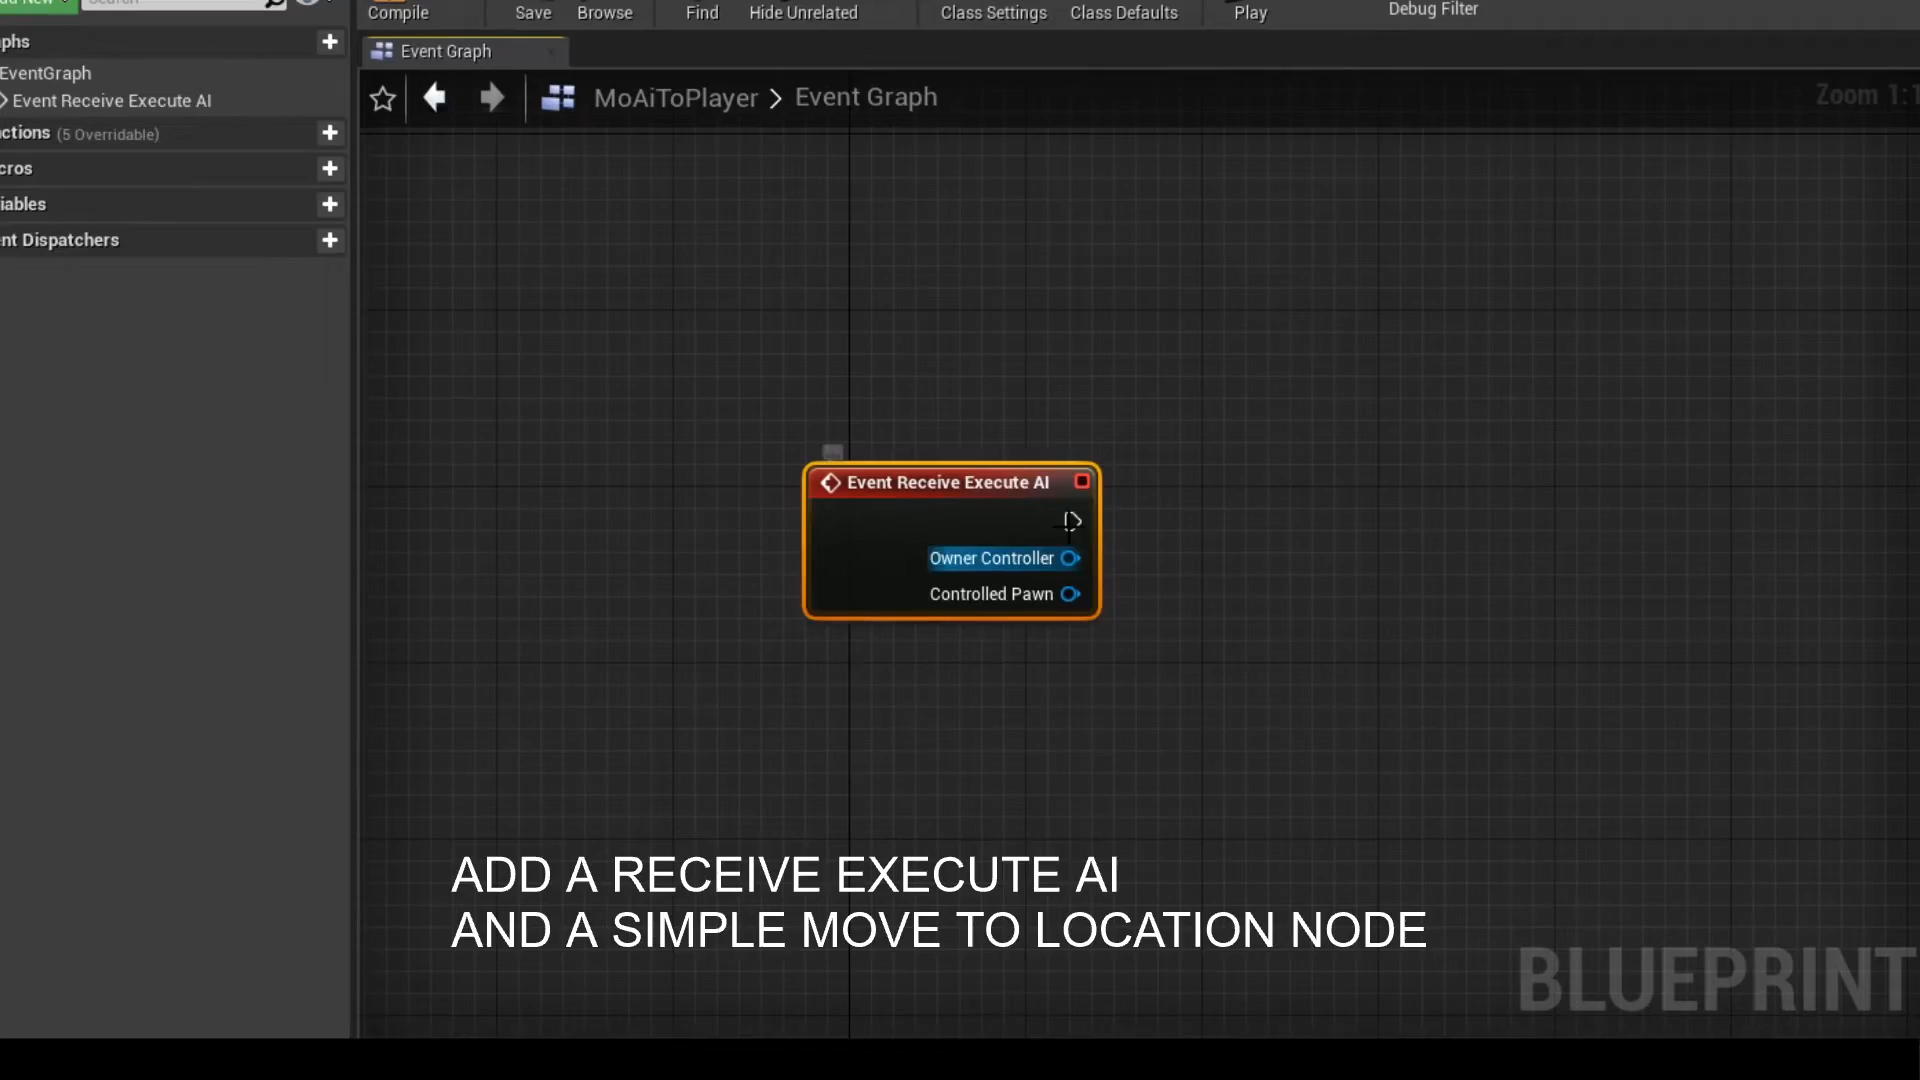 Compile
Save
Browse
Find
Hide Unrelated
Class Settings
Class Defaults
Play
Debug Filter
phs
Event Graph
EventGraph
Event Receive Execute AI
MoAiToPlayer > Event Graph
Zoom 1:1
ctions (5 Overridable)
cros
iables
nt Dispatchers
Event Receive Execute AI
Owner Controller
Controlled Pawn
ADD A RECEIVE EXECUTE AI
AND A SIMPLE MOVE TO LOCATION NODE
BLUEPRINT